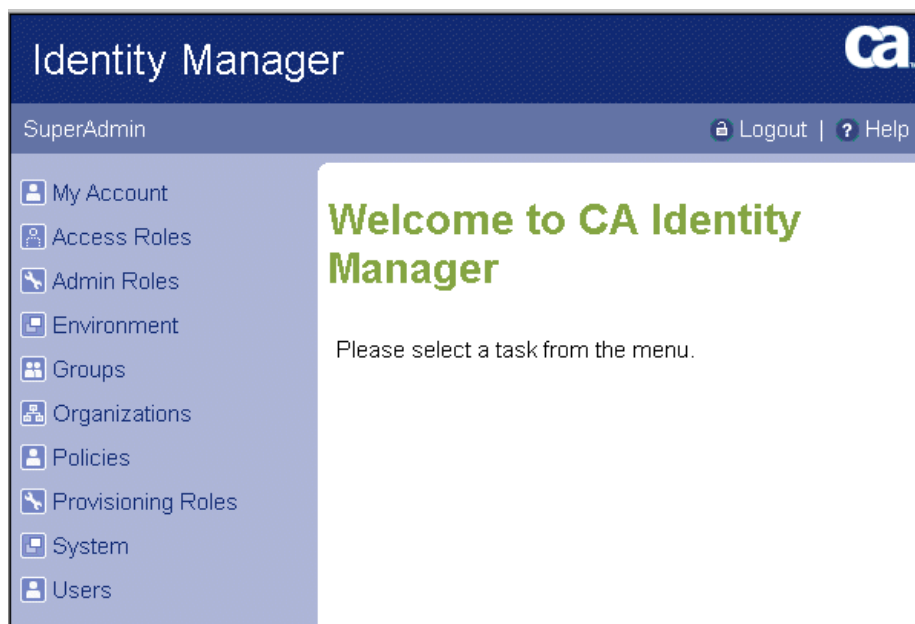 Identity Manager
ca
SuperAdmin
Logout | ? Help
My Account
Access Roles
Admin Roles
Environment
Groups
Organizations
Policies
Provisioning Roles
System
Users
Welcome to CA Identity
Manager
Please select a task from the menu.